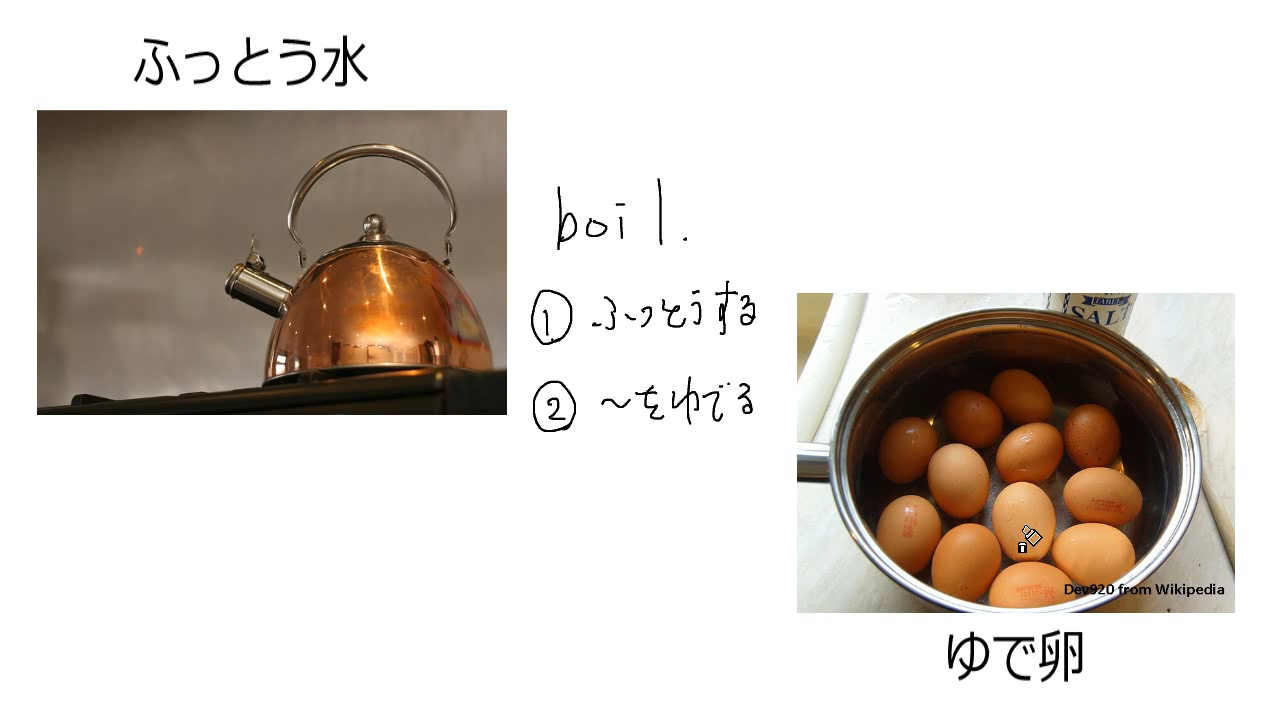 ふっとう水
boil.
① ふっとうする
② 〜をゆでる
SALT
Dev920 from Wikipedia
ゆで卵